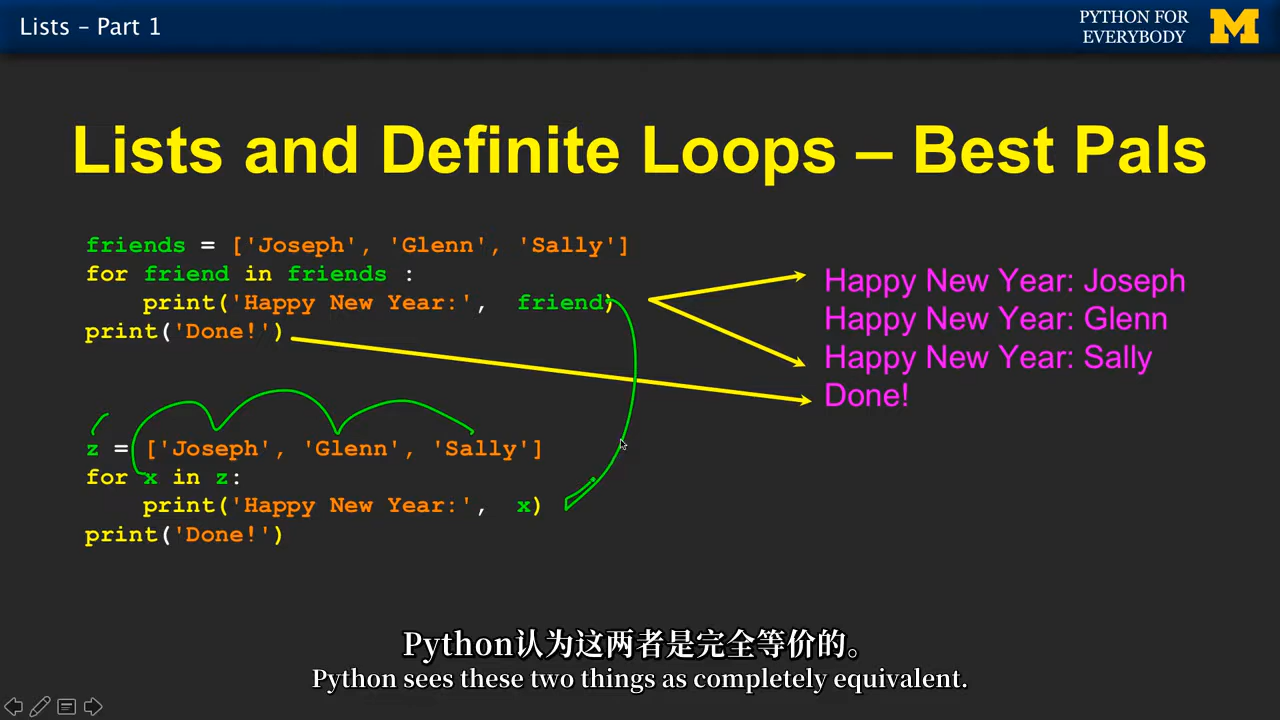 Lists – Part 1
PYTHON FOR
EVERYBODY
M
Lists and Definite Loops – Best Pals
friends = ['Joseph', 'Glenn', 'Sally']
for friend in friends :
    print('Happy New Year:',  friend)
print('Done!')
Happy New Year: Joseph
Happy New Year: Glenn
Happy New Year: Sally
Done!
z = ['Joseph', 'Glenn', 'Sally']
for x in z:
    print('Happy New Year:',  x)
print('Done!')
Python认为这两者是完全等价的。
Python sees these two things as completely equivalent.